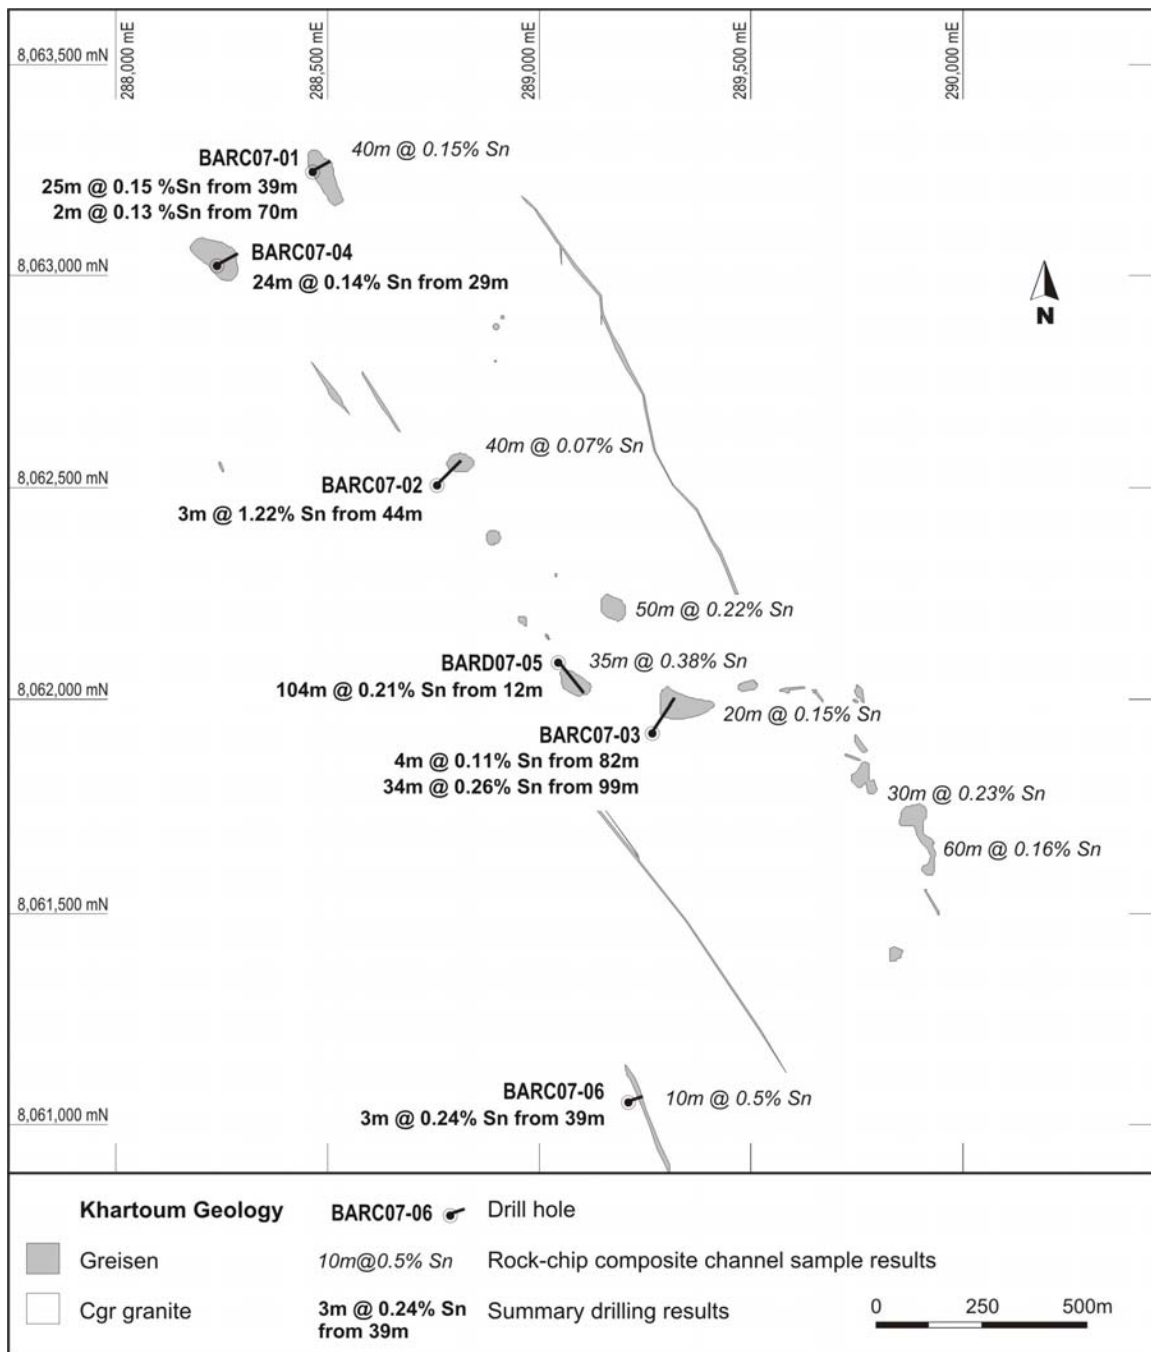 288,000 mE
288,500 mE
289,000 mE
289,500 mE
290,000 mE
8,063,500 mN
40m @ 0.15% Sn
BARC07-01
25m @ 0.15 %Sn from 39m
2m @ 0.13 %Sn from 70m
BARC07-04
8,063,000 mN
24m @ 0.14% Sn from 29m
N
40m @ 0.07% Sn
8,062,500 mN
BARC07-02
3m @ 1.22% Sn from 44m
50m @ 0.22% Sn
BARD07-05
35m @ 0.38% Sn
8,062,000 mN
104m @ 0.21% Sn from 12m
20m @ 0.15% Sn
BARC07-03
4m @ 0.11% Sn from 82m
34m @ 0.26% Sn from 99m
30m @ 0.23% Sn
60m @ 0.16% Sn
8,061,500 mN
BARC07-06
10m @ 0.5% Sn
3m @ 0.24% Sn from 39m
8,061,000 mN
Khartoum Geology
BARC07-06
Drill hole
Greisen
10m@0.5% Sn
Rock-chip composite channel sample results
Cgr granite
3m @ 0.24% Sn
from 39m
Summary drilling results
0 250 500m